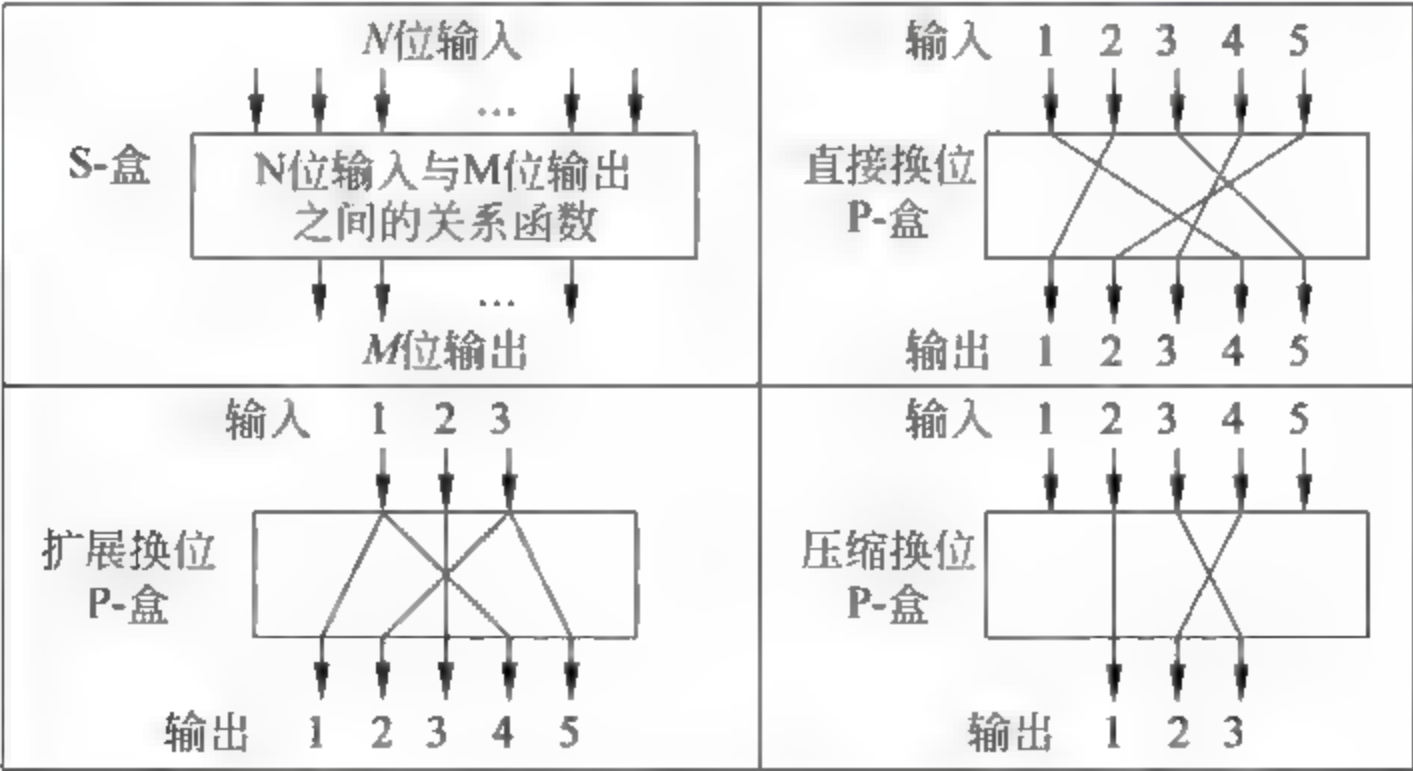 N位输入
…
S-盒
N位输入与M位输出
之间的关系函数
…
M位输出
输入 1 2 3 4 5
直接换位
P-盒
输出 1 2 3 4 5
输入 1 2 3
扩展换位
P-盒
输出 1 2 3 4 5
输入 1 2 3 4 5
压缩换位
P-盒
输出 1 2 3